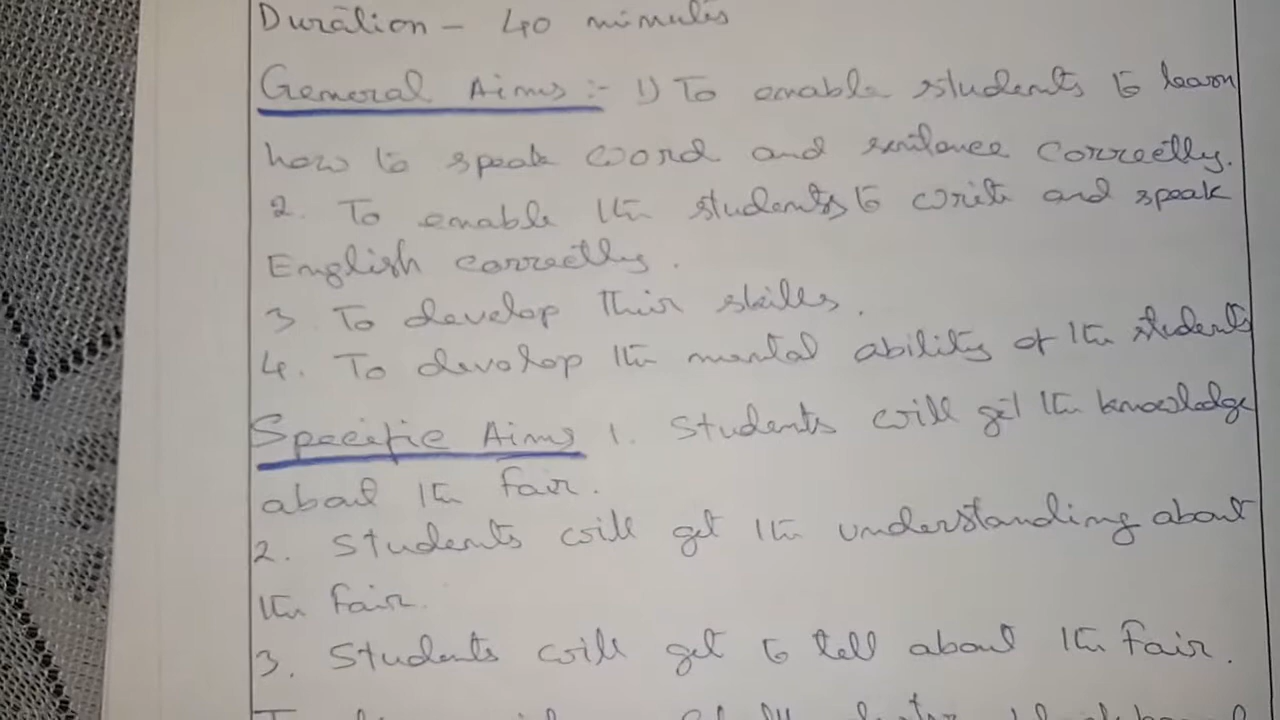 Duration - 40 minutes
General Aims :- 1) To enable students to learn
how to speak word and sentence correctly.
2. To enable the students to write and speak
English correctly.
3 To develop their skills.
4. To develop the mental ability of the students
Specific Aims 1. Students will get the knowledge
about the fair.
2. Students will get the understanding about
the fair.
3. Students will get to tell about the fair.